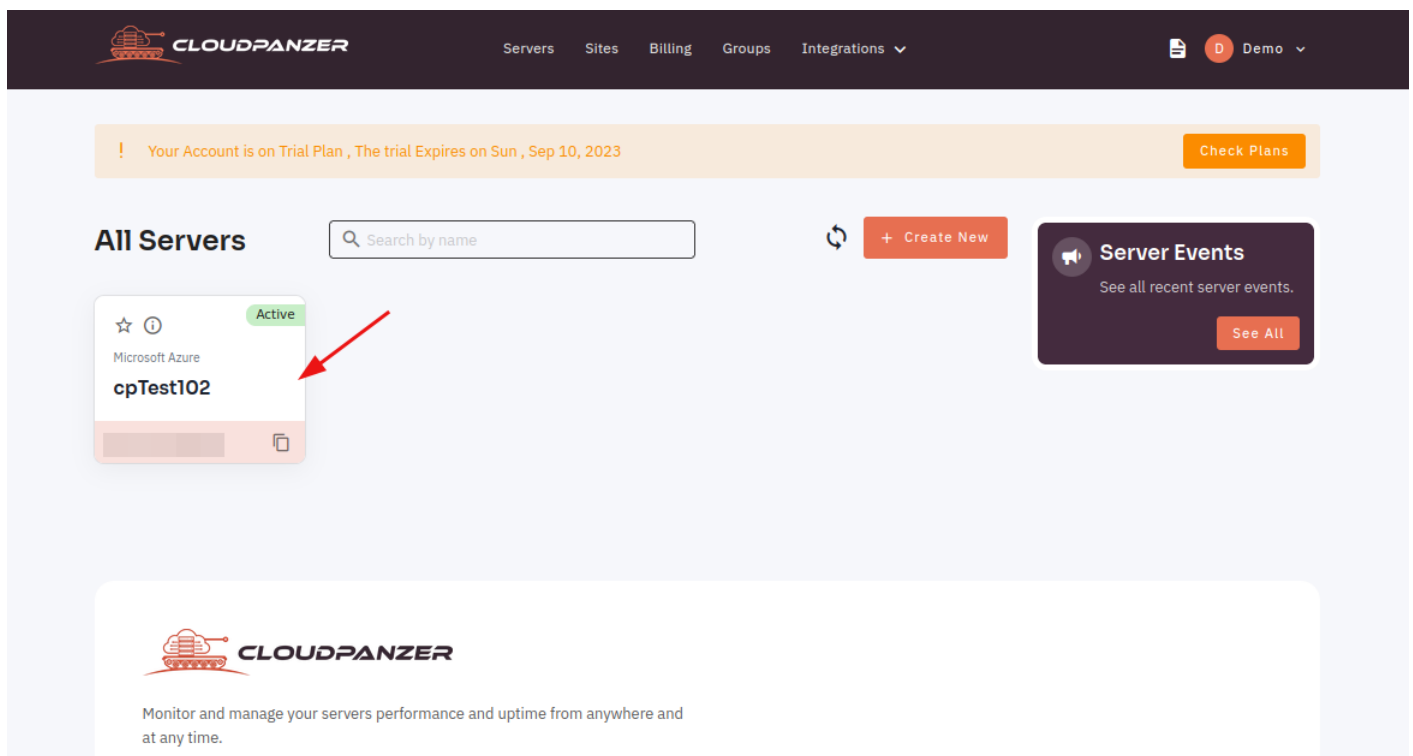 CLOUDPANZER
Servers Sites Billing Groups Integrations
D Demo
! Your Account is on Trial Plan , The trial Expires on Sun , Sep 10, 2023
Check Plans
All Servers
Search by name
+ Create New
Server Events
See all recent server events.
See All
Active
Microsoft Azure
cpTest102
CLOUDPANZER
Monitor and manage your servers performance and uptime from anywhere and
at any time.